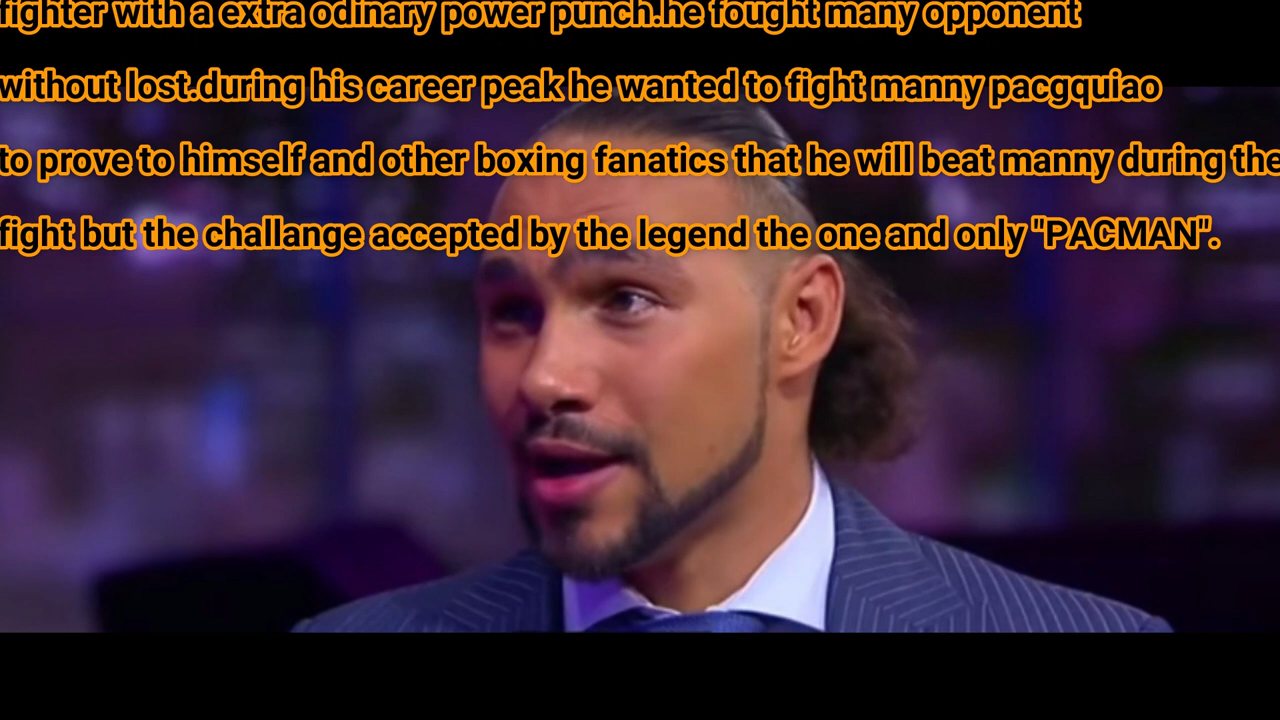 fighter with a extra odinary power punch.he fought many opponent
without lost.during his career peak he wanted to fight manny pacgquiao
to prove to himself and other boxing fanatics that he will beat manny during the
fight but the challange accepted by the legend the one and only "PACMAN".